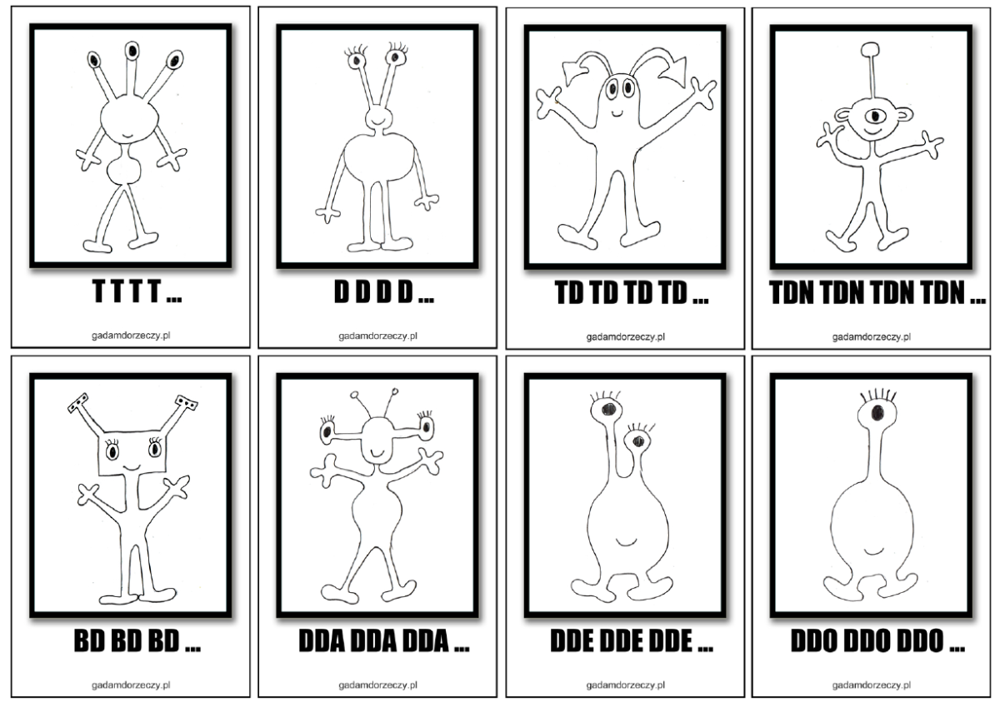 T T T T ...
gadamdorzeczy.pl
D D D D ...
gadamdorzeczy.pl
TD TD TD TD ...
gadamdorzeczy.pl
TDN TDN TDN TDN ...
gadamdorzeczy.pl
BD BD BD ...
gadamdorzeczy.pl
DDA DDA DDA ...
gadamdorzeczy.pl
DDE DDE DDE ...
gadamdorzeczy.pl
DDO DDO DDO ...
gadamdorzeczy.pl